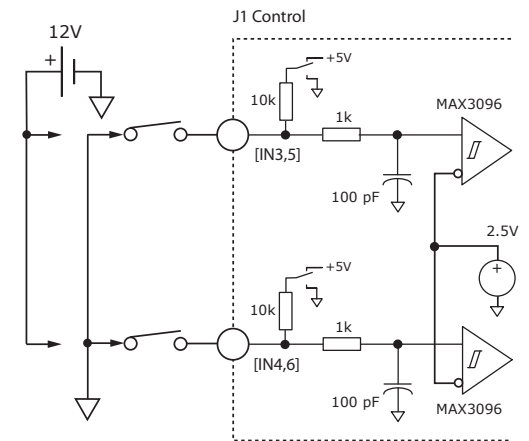 J1 Control
12V
+
+5V
10k
1k
MAX3096
[IN3,5]
100 pF
2.5V
+
+5V
10k
1k
[IN4,6]
100 pF
MAX3096